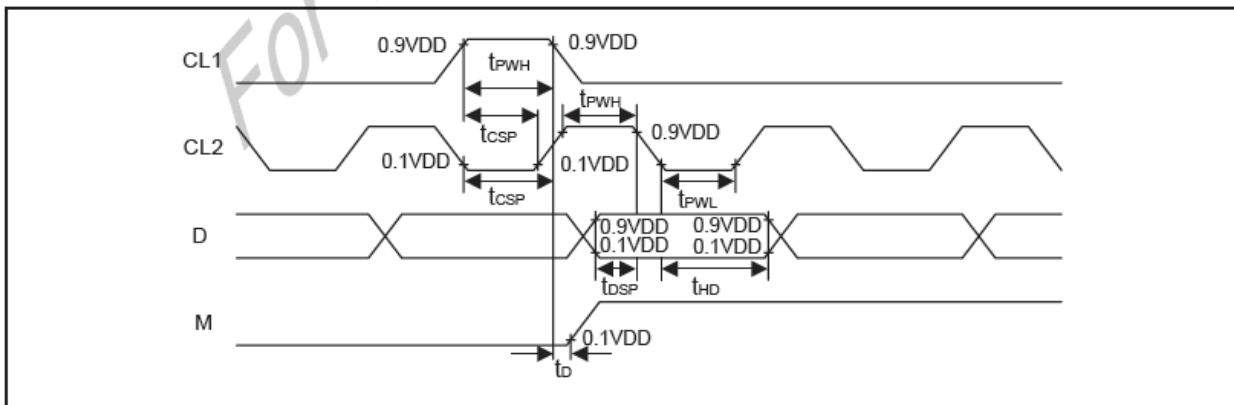 For
CL1
0.9VDD
0.9VDD
tPWH
tPWH
tCSP
0.9VDD
CL2
0.1VDD
0.1VDD
tCSP
tPWL
D
0.9VDD
0.9VDD
0.1VDD
0.1VDD
tDSP
tHD
M
0.1VDD
tD